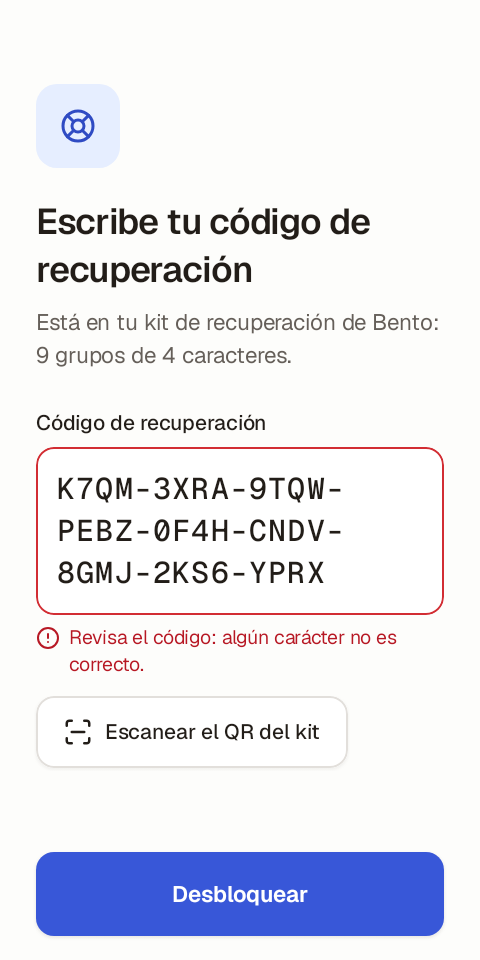 Escribe tu código de
recuperación
Está en tu kit de recuperación de Bento:
9 grupos de 4 caracteres.
Código de recuperación
K7QM-3XRA-9TQW-
PEBZ-0F4H-CNDV-
8GMJ-2KS6-YPRX
Revisa el código: algún carácter no es
correcto.
Escanear el QR del kit
Desbloquear